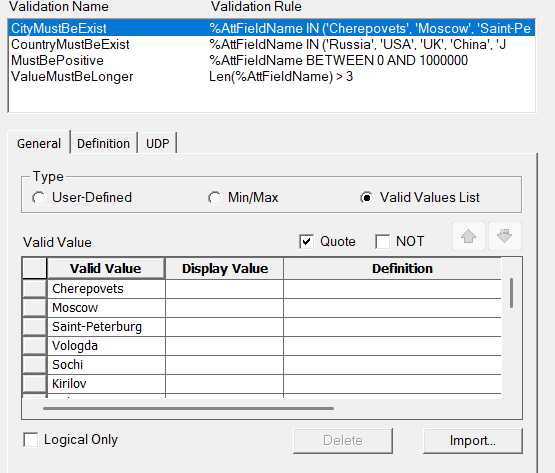 Validation Name Validation Rule
CityMustBeExist %AttFieldName IN ('Cherepovets', 'Moscow', 'Saint-Pe
CountryMustBeExist %AttFieldName IN ('Russia', 'USA', 'UK', 'China', 'J
MustBePositive %AttFieldName BETWEEN 0 AND 1000000
ValueMustBeLonger Len(%AttFieldName) > 3
General Definition UDP
Type
User-Defined Min/Max Valid Values List
Valid Value Quote NOT
Valid Value Display Value Definition
Cherepovets
Moscow
Saint-Peterburg
Vologda
Sochi
Kirilov
Logical Only Delete Import...